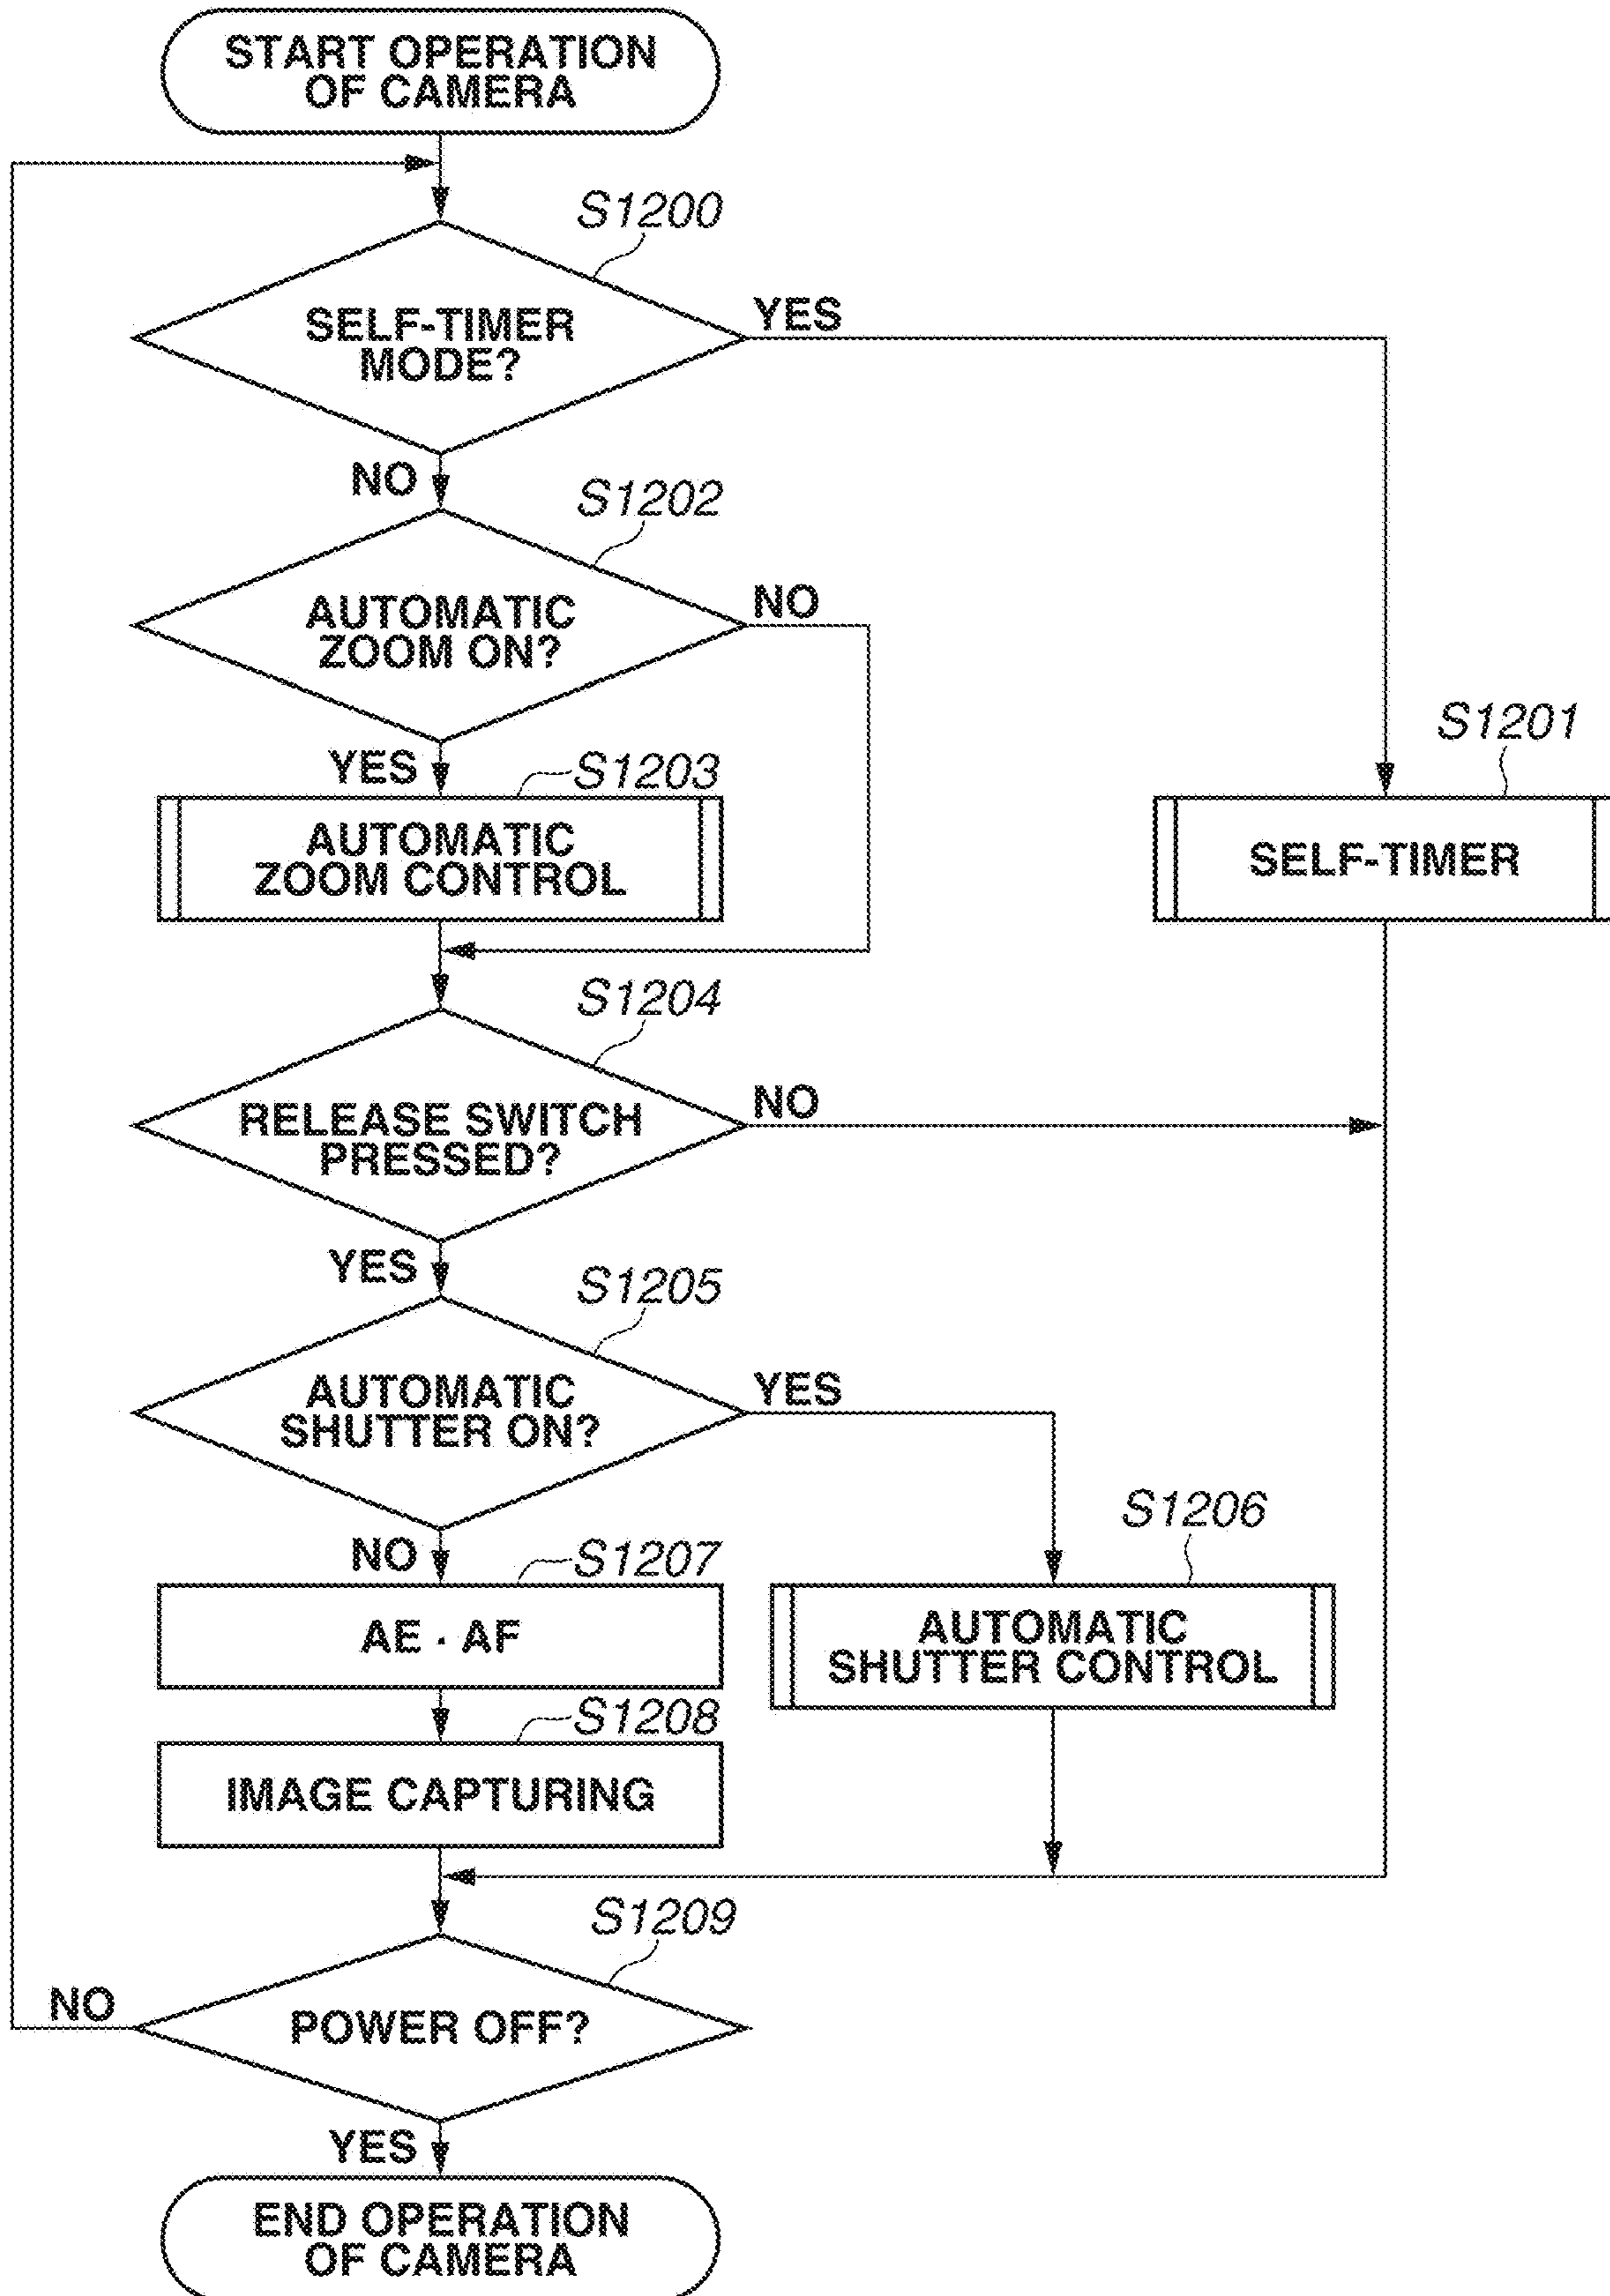 START OPERATION
OF CAMERA
S1200
SELF-TIMER
MODE?
YES
NO
S1202
AUTOMATIC
ZOOM ON?
NO
YES
S1203
AUTOMATIC
ZOOM CONTROL
S1201
SELF-TIMER
S1204
RELEASE SWITCH
PRESSED?
NO
YES
S1205
AUTOMATIC
SHUTTER ON?
YES
NO
S1207
AE · AF
S1206
AUTOMATIC
SHUTTER CONTROL
S1208
IMAGE CAPTURING
S1209
POWER OFF?
NO
YES
END OPERATION
OF CAMERA